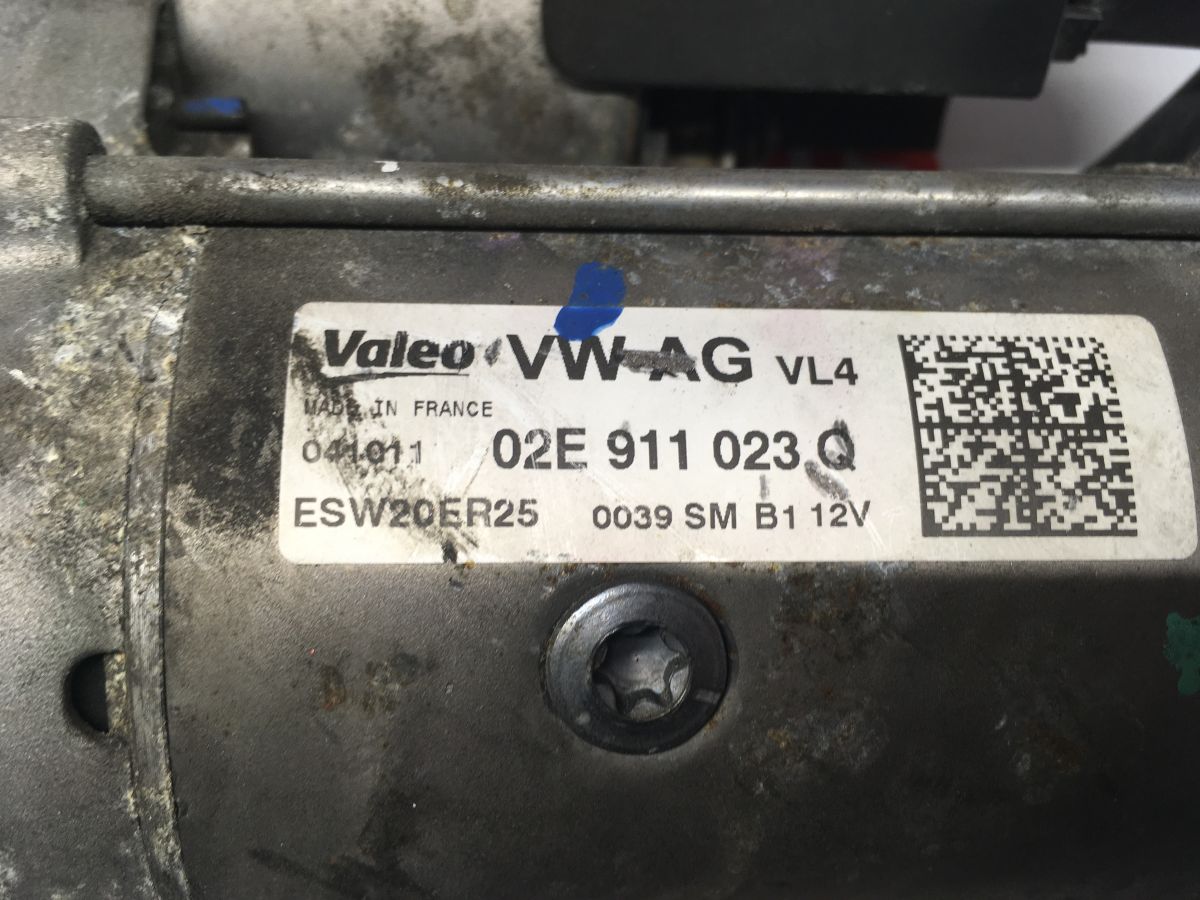 Valeo VW AG VL4
MADE IN FRANCE
041011 02E 911 023 Q
ESW20ER25 0039 SM B1 12V